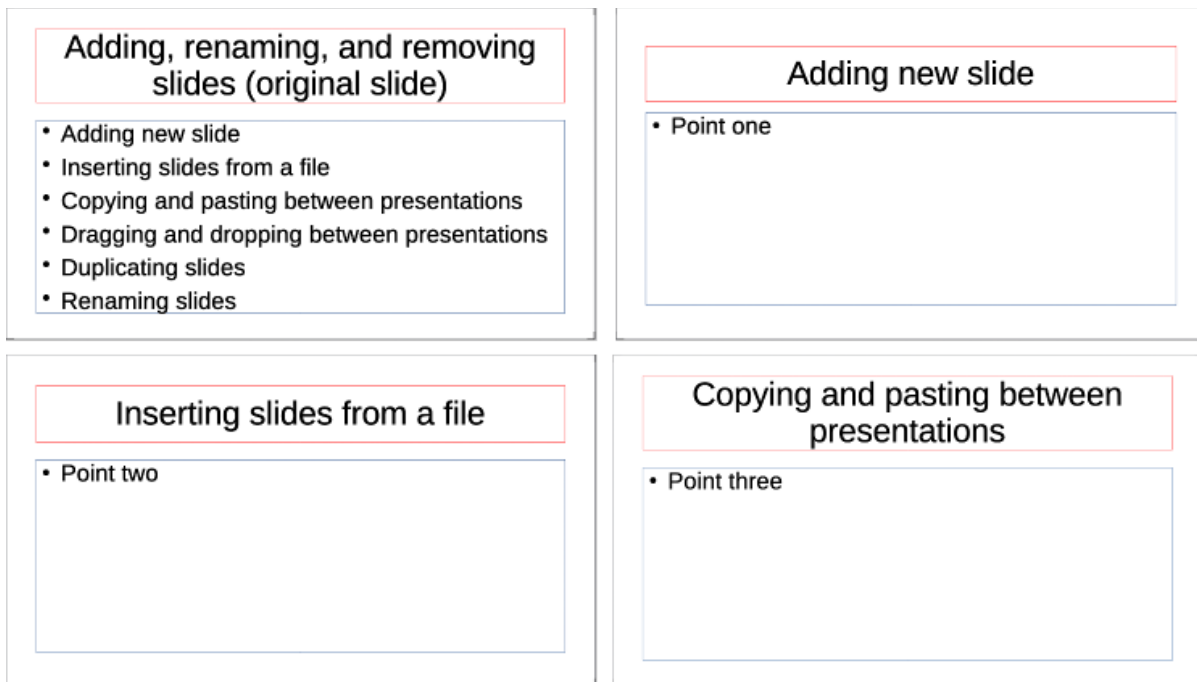 Adding, renaming, and removing
slides (original slide)
• Adding new slide
• Inserting slides from a file
• Copying and pasting between presentations
• Dragging and dropping between presentations
• Duplicating slides
• Renaming slides
Adding new slide
• Point one
Inserting slides from a file
• Point two
Copying and pasting between
presentations
• Point three